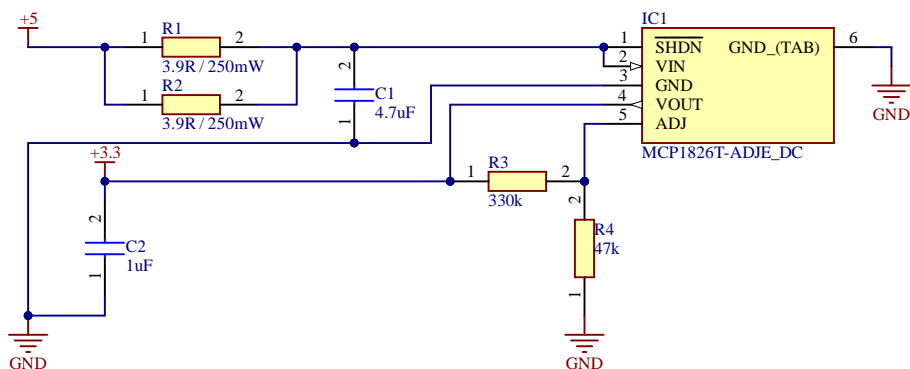 +5
R1
1 2
3.9R / 250mW
R2
1 2
3.9R / 250mW
2
C1
4.7uF
1
IC1
1 SHDN
2 VIN
3 GND
4 VOUT
5 ADJ
GND_(TAB) 6
MCP1826T-ADJE_DC
GND
+3.3
R3
1 2
330k
2
R4
47k
1
GND
2
C2
1uF
1
GND